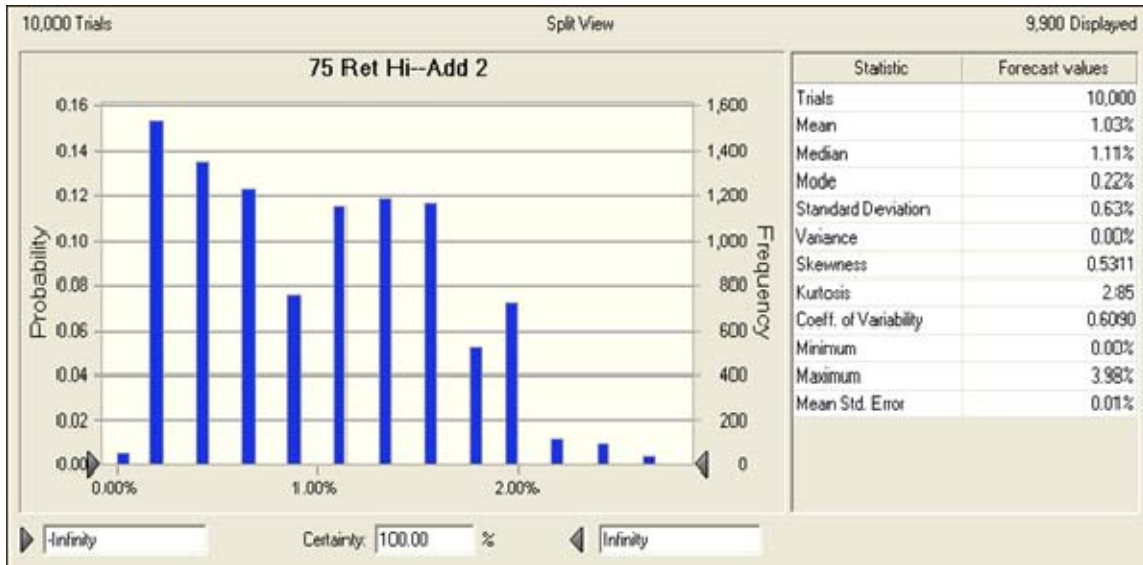 10,000 Trials Split View 9,900 Displayed
75 Ret Hi--Add 2
Probability
0.16
0.14
0.12
0.10
0.08
0.06
0.04
0.02
0.00
0.00% 1.00% 2.00%
1,600
1,400
1,200
1,000
800
600
400
200
0
Frequency
Statistic Forecast values
Trials 10,000
Mean 1.03%
Median 1.11%
Mode 0.22%
Standard Deviation 0.63%
Variance 0.00%
Skewness 0.5311
Kurtosis 2.85
Coeff. of Variability 0.6090
Minimum 0.00%
Maximum 3.98%
Mean Std. Error 0.01%
-Infinity Certainty: 100.00 % Infinity